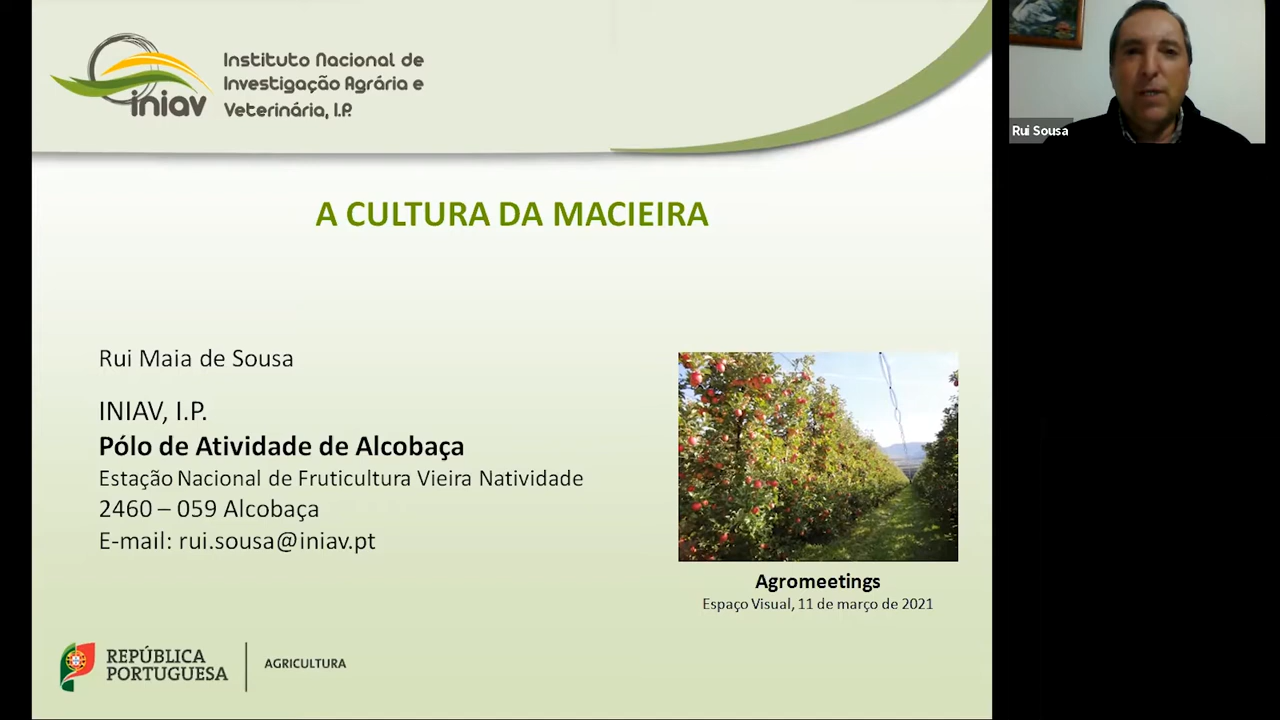 iniav
Instituto Nacional de
Investigação Agrária e
Veterinária, I.P.
Rui Sousa
A CULTURA DA MACIEIRA
Rui Maia de Sousa
INIAV, I.P.
Pólo de Atividade de Alcobaça
Estação Nacional de Fruticultura Vieira Natividade
2460 – 059 Alcobaça
E-mail: rui.sousa@iniav.pt
Agromeetings
Espaço Visual, 11 de março de 2021
REPÚBLICA
PORTUGUESA
AGRICULTURA